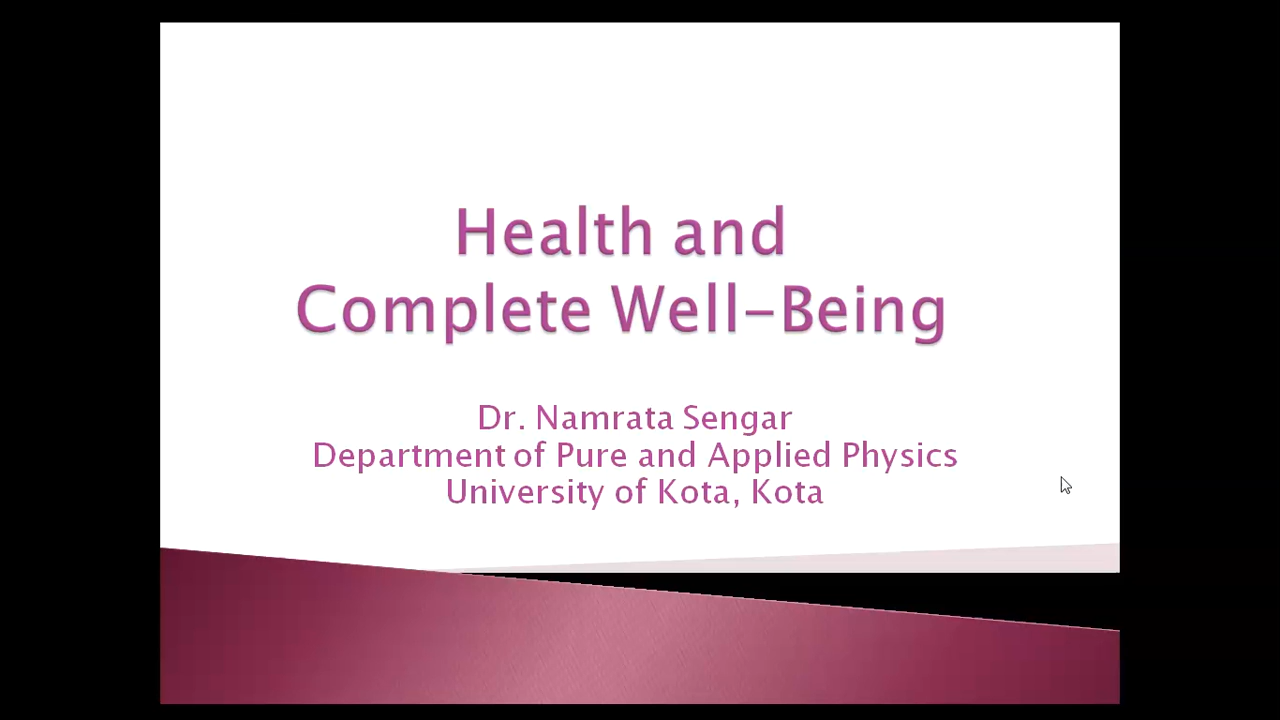 Health and
Complete Well-Being
Dr. Namrata Sengar
Department of Pure and Applied Physics
University of Kota, Kota